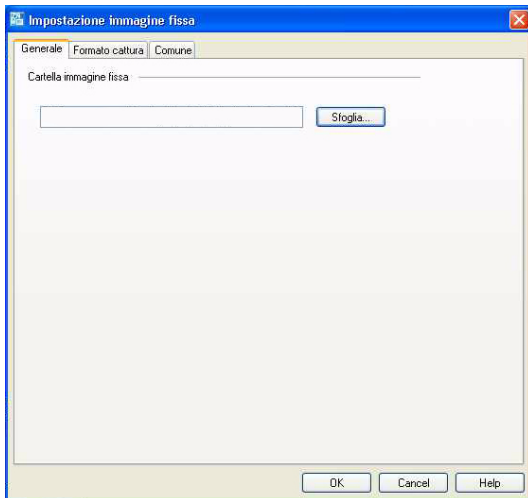 Impostazione immagine fissa
Generale Formato cattura Comune
Cartella immagine fissa
Sfoglia...
OK Cancel Help